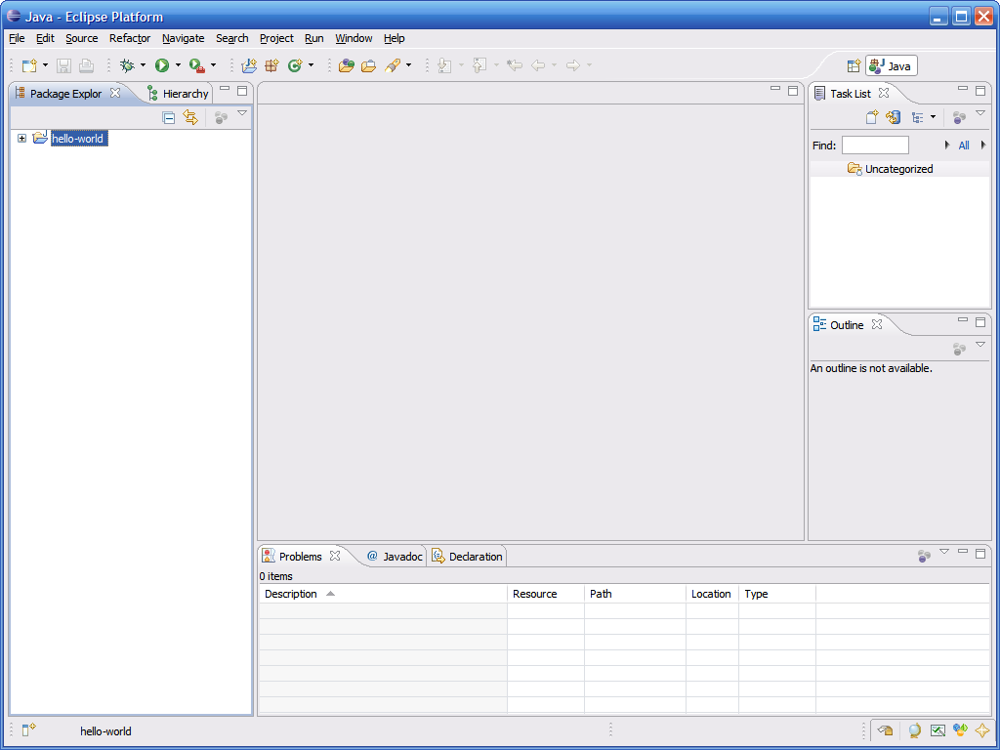 Java - Eclipse Platform
File Edit Source Refactor Navigate Search Project Run Window Help
Java
Package Explor Hierarchy
hello-world
Task List
Find: All
Uncategorized
Outline
An outline is not available.
Problems @ Javadoc Declaration
0 items
Description Resource Path Location Type
hello-world